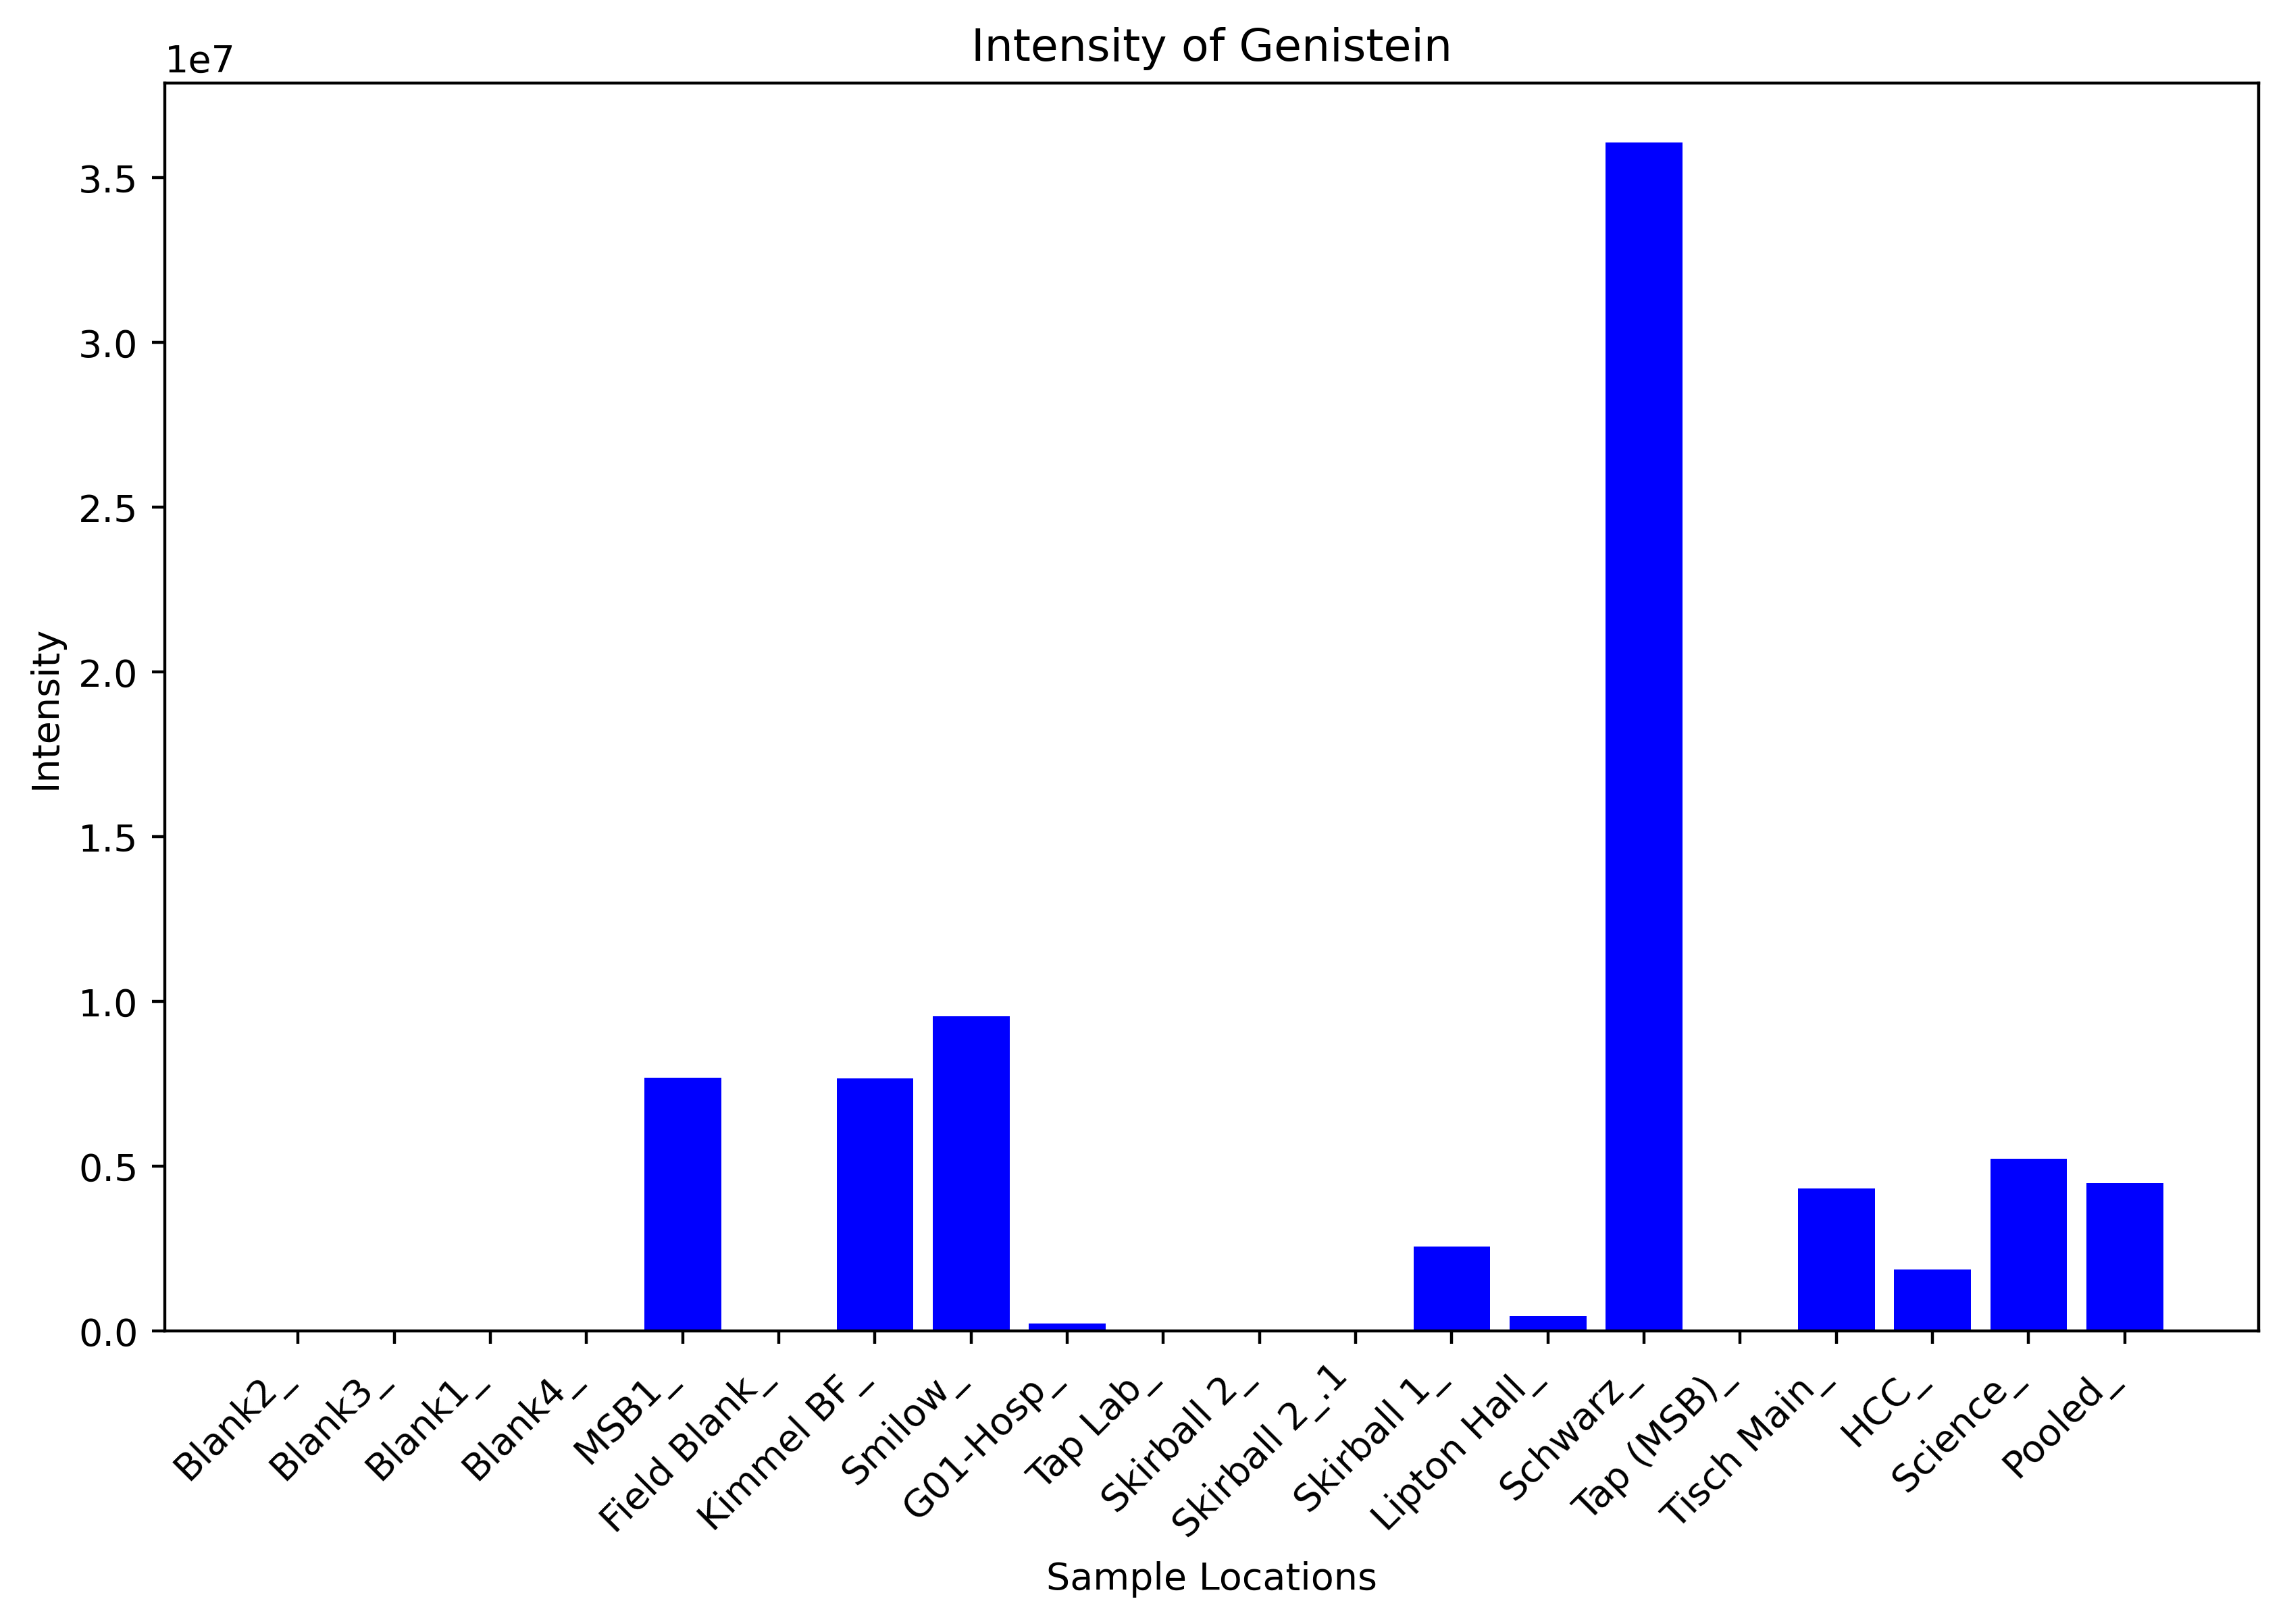 Intensity of Genistein
1e7
3.5
3.0
2.5
2.0
1.5
1.0
0.5
0.0
Intensity
Blank2_
Blank3_
Blank1_
Blank4_
MSB1_
Field Blank_
Kimmel BF_
Smilow_
G01-Hosp_
Tap Lab_
Skirball 2_
Skirball 2_.1
Skirball 1_
Lipton Hall_
Schwarz_
Tap (MSB)_
Tisch Main_
HCC_
Science_
Pooled_
Sample Locations